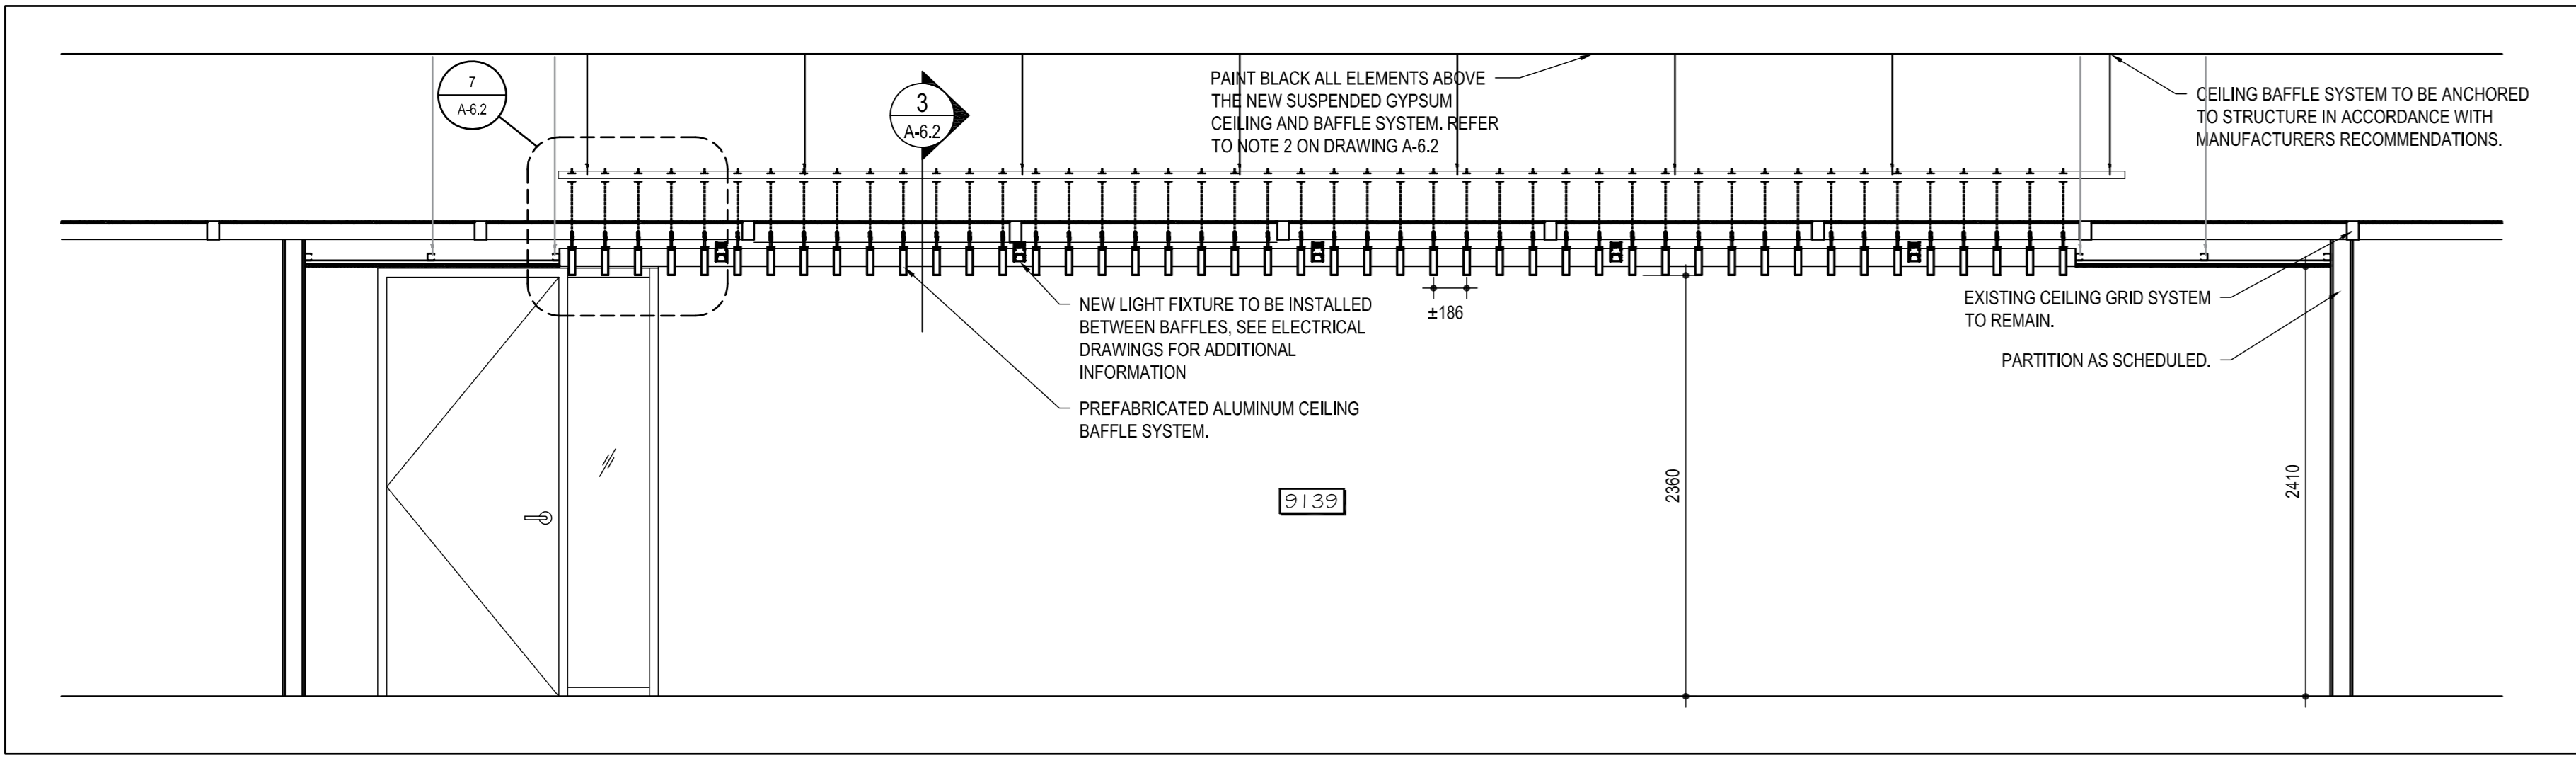 7
A-6.2
3
A-6.2
PAINT BLACK ALL ELEMENTS ABOVE
THE NEW SUSPENDED GYPSUM
CEILING AND BAFFLE SYSTEM. REFER
TO NOTE 2 ON DRAWING A-6.2
CEILING BAFFLE SYSTEM TO BE ANCHORED
TO STRUCTURE IN ACCORDANCE WITH
MANUFACTURERS RECOMMENDATIONS.
NEW LIGHT FIXTURE TO BE INSTALLED
BETWEEN BAFFLES, SEE ELECTRICAL
DRAWINGS FOR ADDITIONAL
INFORMATION
PREFABRICATED ALUMINUM CEILING
BAFFLE SYSTEM.
±186
EXISTING CEILING GRID SYSTEM
TO REMAIN.
PARTITION AS SCHEDULED.
9139
2360
2410